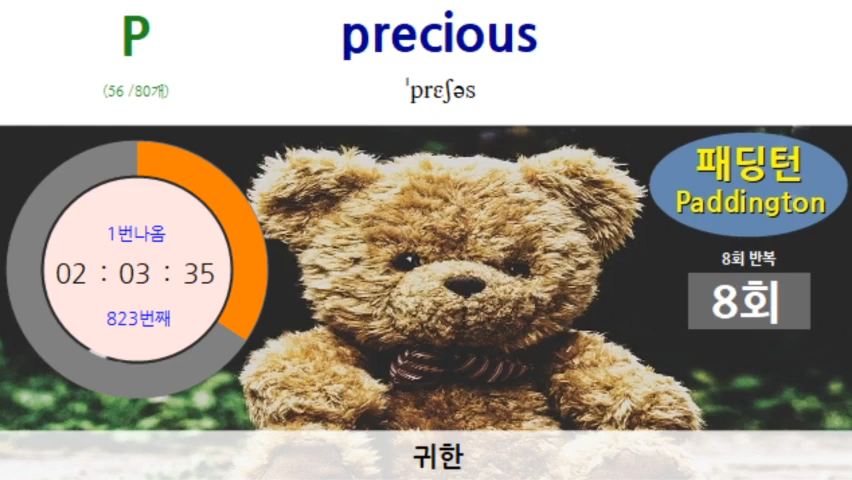 P
precious
(56 /80개)
ˈprɛʃəs
패딩턴
Paddington
1번나옴
02 : 03 : 35
823번째
8회 반복
8회
귀한